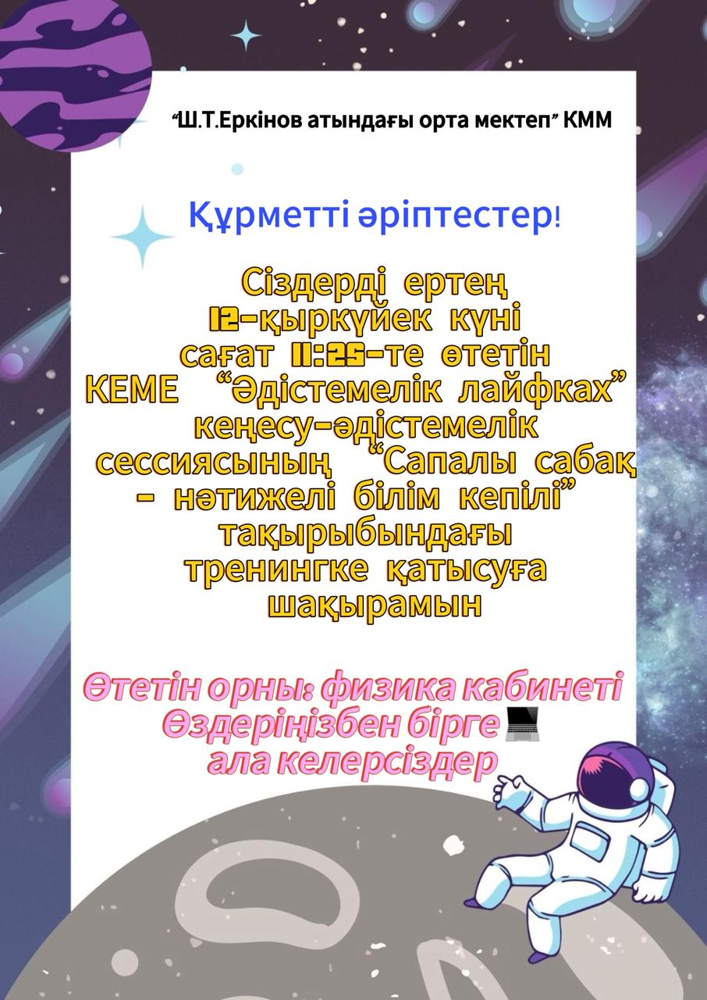 “Ш.Т.Еркінов атындағы орта мектеп” КММ
Құрметті әріптестер!
Сіздерді ертең
12-қыркүйек күні
сағат 11:25-те өтетін
КЕМЕ “Әдістемелік лайфках”
кеңесу-әдістемелік
сессиясының “Сапалы сабақ
- нәтижелі білім кепілі”
тақырыбындағы
тренингке қатысуға
шақырамын
Өтетін орны: физика кабинеті
Өздеріңізбен бірге 💻
ала келерсіздер